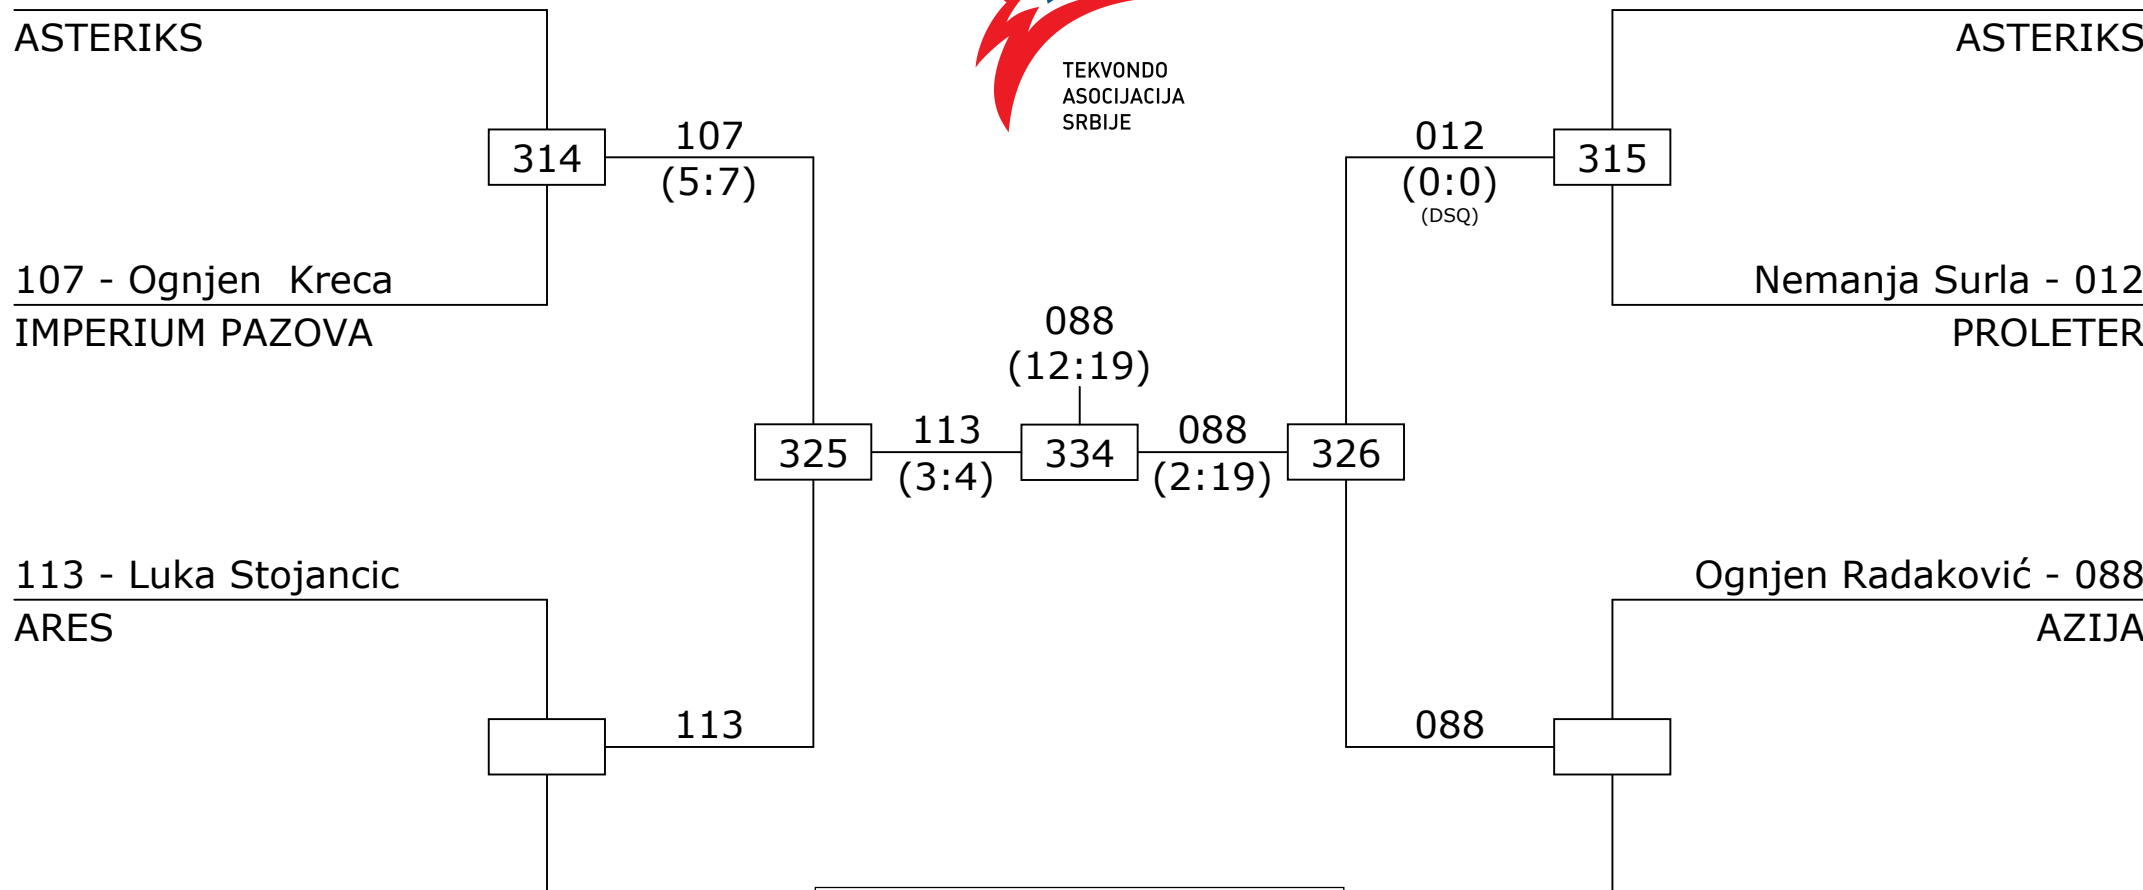 ASTERIKS
ASTERIKS
TEKVONDO
ASOCIJACIJA
SRBIJE
314
107
(5:7)
012
(0:0)
(DSQ)
315
107 - Ognjen  Kreca
IMPERIUM PAZOVA
Nemanja Surla - 012
PROLETER
088
(12:19)
325
113
(3:4)
334
088
(2:19)
326
113 - Luka Stojancic
ARES
Ognjen Radaković - 088
AZIJA
113
088